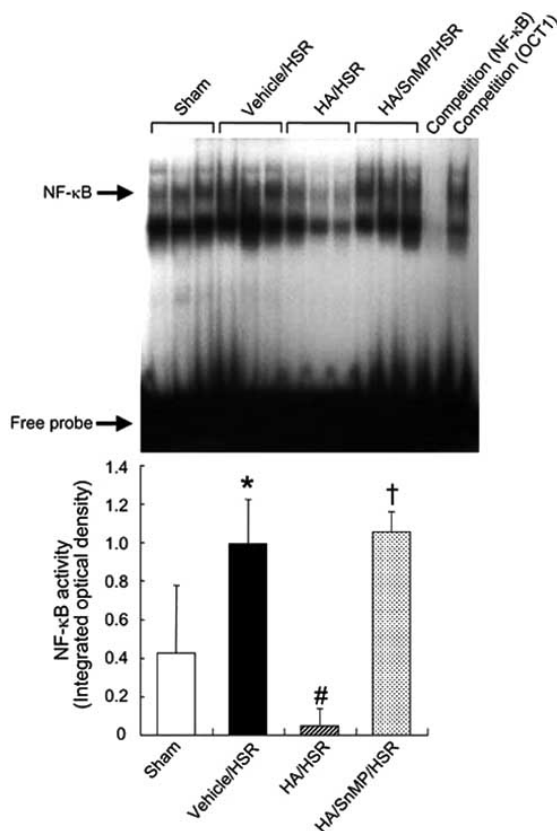 Sham
Vehicle/HSR
HA/HSR
HA/SnMP/HSR
Competition (NF-κB)
Competition (OCT1)
NF-κB
Free probe
NF-κB activity
(Integrated optical density)
1.4
1.2
1.0
0.8
0.6
0.4
0.2
0
*
#
†
Sham
Vehicle/HSR
HA/HSR
HA/SnMP/HSR